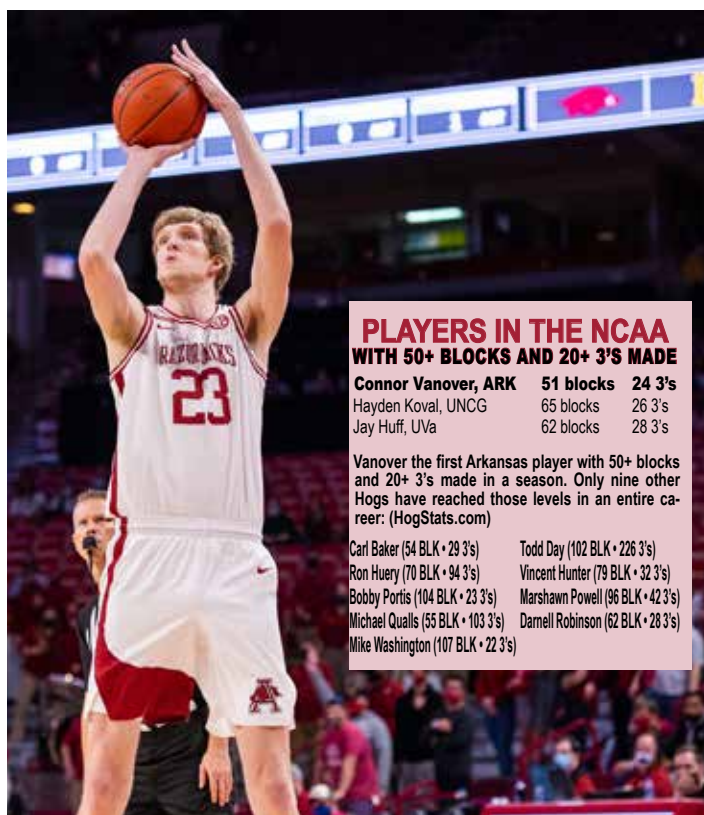 RAZORBACKS
23
PLAYERS IN THE NCAA
WITH 50+ BLOCKS AND 20+ 3'S MADE
Connor Vanover, ARK 51 blocks 24 3's
Hayden Koval, UNCG 65 blocks 26 3's
Jay Huff, UVa 62 blocks 28 3's
Vanover the first Arkansas player with 50+ blocks
and 20+ 3's made in a season. Only nine other
Hogs have reached those levels in an entire ca-
reer: (HogStats.com)
Carl Baker (54 BLK • 29 3's) Todd Day (102 BLK • 226 3's)
Ron Huery (70 BLK • 94 3's) Vincent Hunter (79 BLK • 32 3's)
Bobby Portis (104 BLK • 23 3's) Marshawn Powell (96 BLK • 42 3's)
Michael Qualls (55 BLK • 103 3's) Darnell Robinson (62 BLK • 28 3's)
Mike Washington (107 BLK • 22 3's)